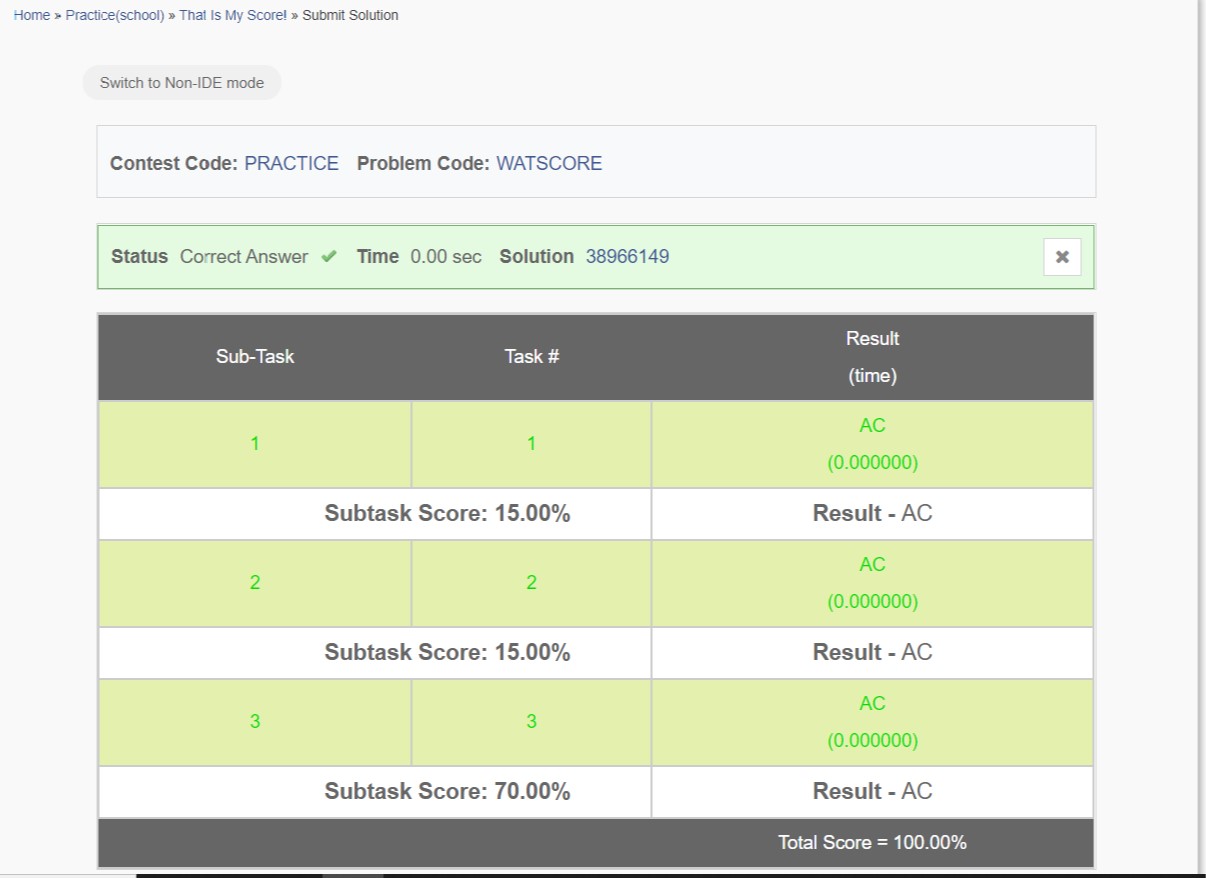 Home » Practice(school) » That Is My Score! » Submit Solution
Switch to Non-IDE mode
Contest Code: PRACTICE Problem Code: WATSCORE
Status Correct Answer ✔ Time 0.00 sec Solution 38966149 ✖
Sub-Task Task # Result (time)
1 1 AC (0.000000)
Subtask Score: 15.00% Result - AC
2 2 AC (0.000000)
Subtask Score: 15.00% Result - AC
3 3 AC (0.000000)
Subtask Score: 70.00% Result - AC
Total Score = 100.00%